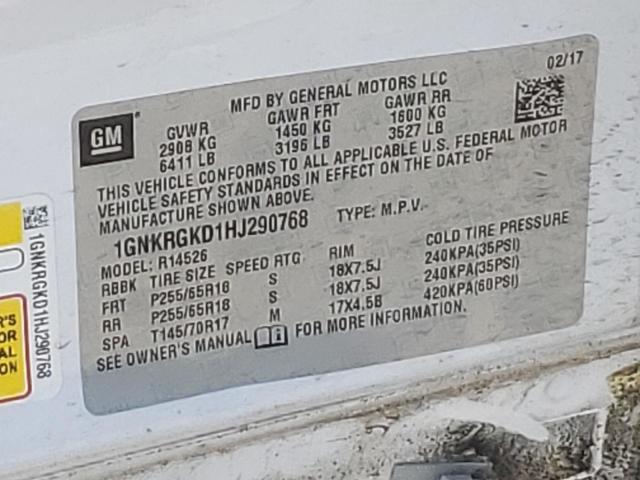 MFD BY GENERAL MOTORS LLC 02/17
GM
GVWR GAWR FRT GAWR RR
2908 KG 1450 KG 1600 KG
6411 LB 3196 LB 3527 LB
THIS VEHICLE CONFORMS TO ALL APPLICABLE U.S. FEDERAL MOTOR
VEHICLE SAFETY STANDARDS IN EFFECT ON THE DATE OF
MANUFACTURE SHOWN ABOVE.
1GNKRGKD1HJ290768 TYPE: M.P.V.
MODEL: R14526
RBBK TIRE SIZE SPEED RTG RIM COLD TIRE PRESSURE
FRT P255/65R18 S 18X7.5J 240KPA(35PSI)
RR P255/65R18 S 18X7.5J 240KPA(35PSI)
SPA T145/70R17 M 17X4.5B 420KPA(60PSI)
SEE OWNER'S MANUAL FOR MORE INFORMATION.
1GNKRGKD1HJ290768